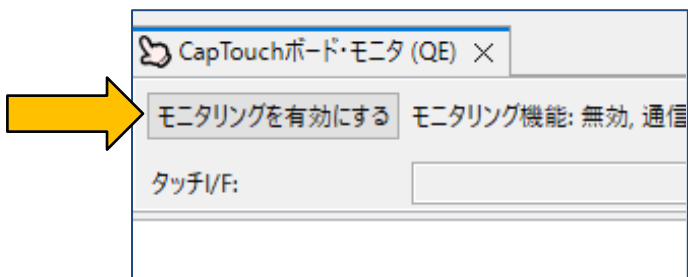 CapTouchボード・モニタ (QE)
モニタリングを有効にする モニタリング機能: 無効, 通信
タッチI/F: